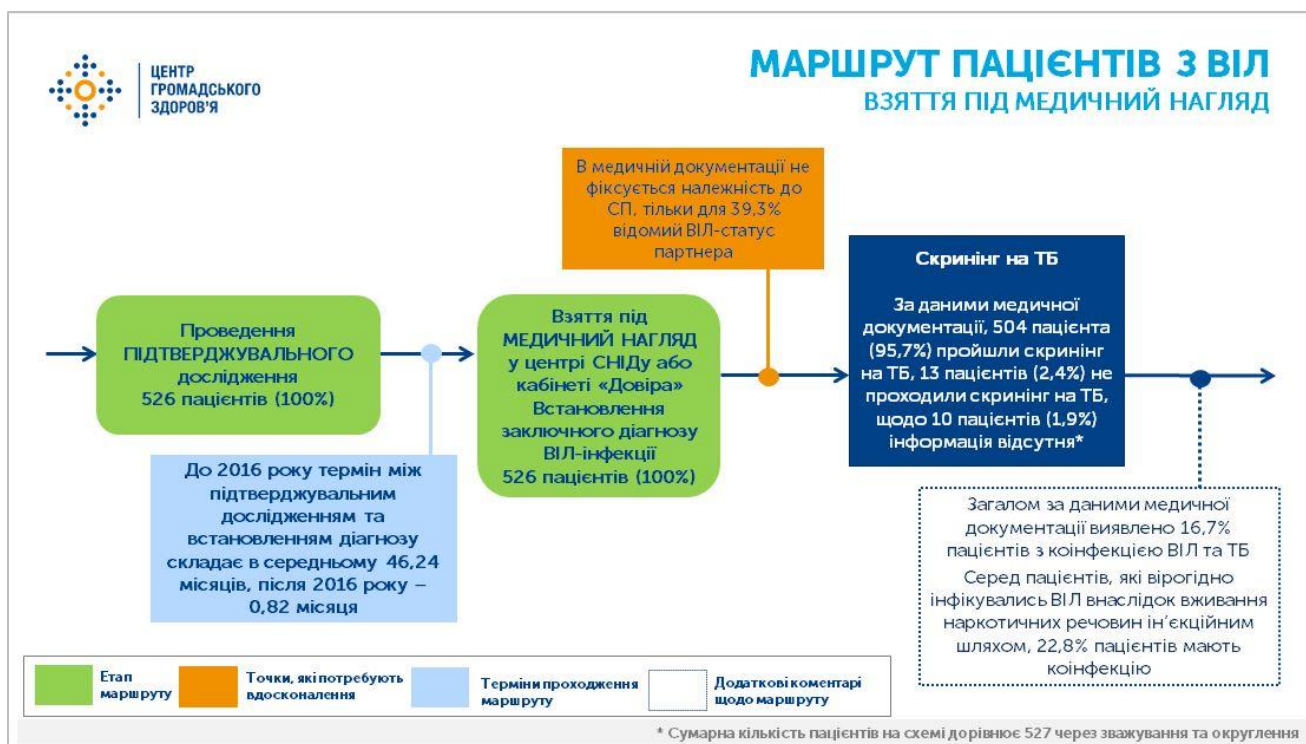 ЦЕНТР
ГРОМАДСЬКОГО
ЗДОРОВ'Я
МАРШРУТ ПАЦІЄНТІВ З ВІЛ
ВЗЯТТЯ ПІД МЕДИЧНИЙ НАГЛЯД
В медичній документації не
фіксується належність до
СП, тільки для 39,3%
відомий ВІЛ-статус
партнера
Проведення
ПІДТВЕРДЖУВАЛЬНОГО
дослідження
526 пацієнтів (100%)
Взяття під
МЕДИЧНИЙ НАГЛЯД
у центрі СНІДу або
кабінеті «Довіра»
Встановлення
заключного діагнозу
ВІЛ-інфекції
526 пацієнтів (100%)
Скринінг на ТБ
За даними медичної
документації, 504 пацієнта
(95,7%) пройшли скринінг
на ТБ, 13 пацієнтів (2,4%) не
проходили скринінг на ТБ,
щодо 10 пацієнтів (1,9%)
інформація відсутня*
До 2016 року термін між
підтверджувальним
дослідженням та
встановленням діагнозу
складає в середньому 46,24
місяців, після 2016 року –
0,82 місяця
Загалом за даними медичної
документації виявлено 16,7%
пацієнтів з коінфекцією ВІЛ та ТБ
Серед пацієнтів, які вірогідно
інфікувались ВІЛ внаслідок вживання
наркотичних речовин ін'єкційним
шляхом, 22,8% пацієнтів мають
коінфекцію
Етап
маршруту
Точки, які потребують
вдосконалення
Терміни проходження
маршруту
Додаткові коментарі
щодо маршруту
* Сумарна кількість пацієнтів на схемі дорівнює 527 через зважування та округлення